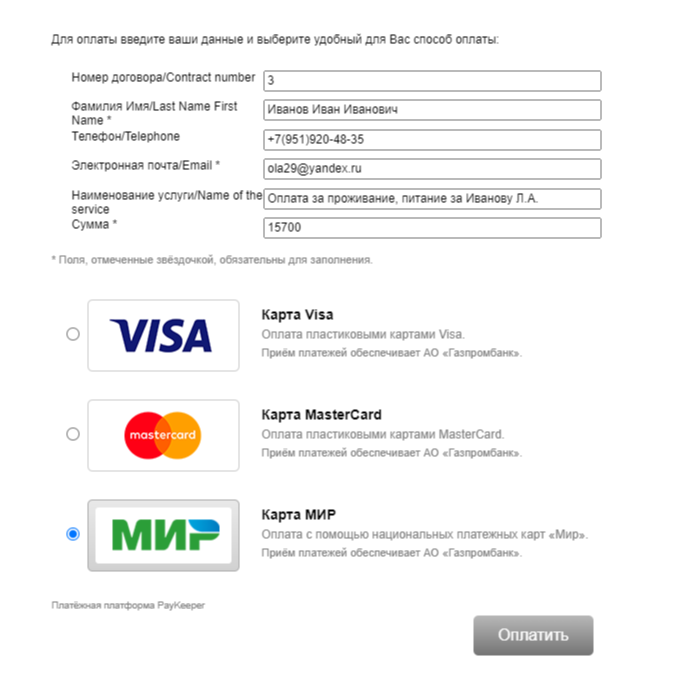 Для оплаты введите ваши данные и выберите удобный для Вас способ оплаты:
Номер договора/Contract number
3
Фамилия Имя/Last Name First
Name *
Иванов Иван Иванович
Телефон/Telephone
+7(951)920-48-35
Электронная почта/Email *
ola29@yandex.ru
Наименование услуги/Name of the
service
Оплата за проживание, питание за Иванову Л.А.
Сумма *
15700
* Поля, отмеченные звёздочкой, обязательны для заполнения.
VISA
Карта Visa
Оплата пластиковыми картами Visa.
Приём платежей обеспечивает АО «Газпромбанк».
mastercard
Карта MasterCard
Оплата пластиковыми картами MasterCard.
Приём платежей обеспечивает АО «Газпромбанк».
МИР
Карта МИР
Оплата с помощью национальных платежных карт «Мир».
Приём платежей обеспечивает АО «Газпромбанк».
Платёжная платформа PayKeeper
Оплатить